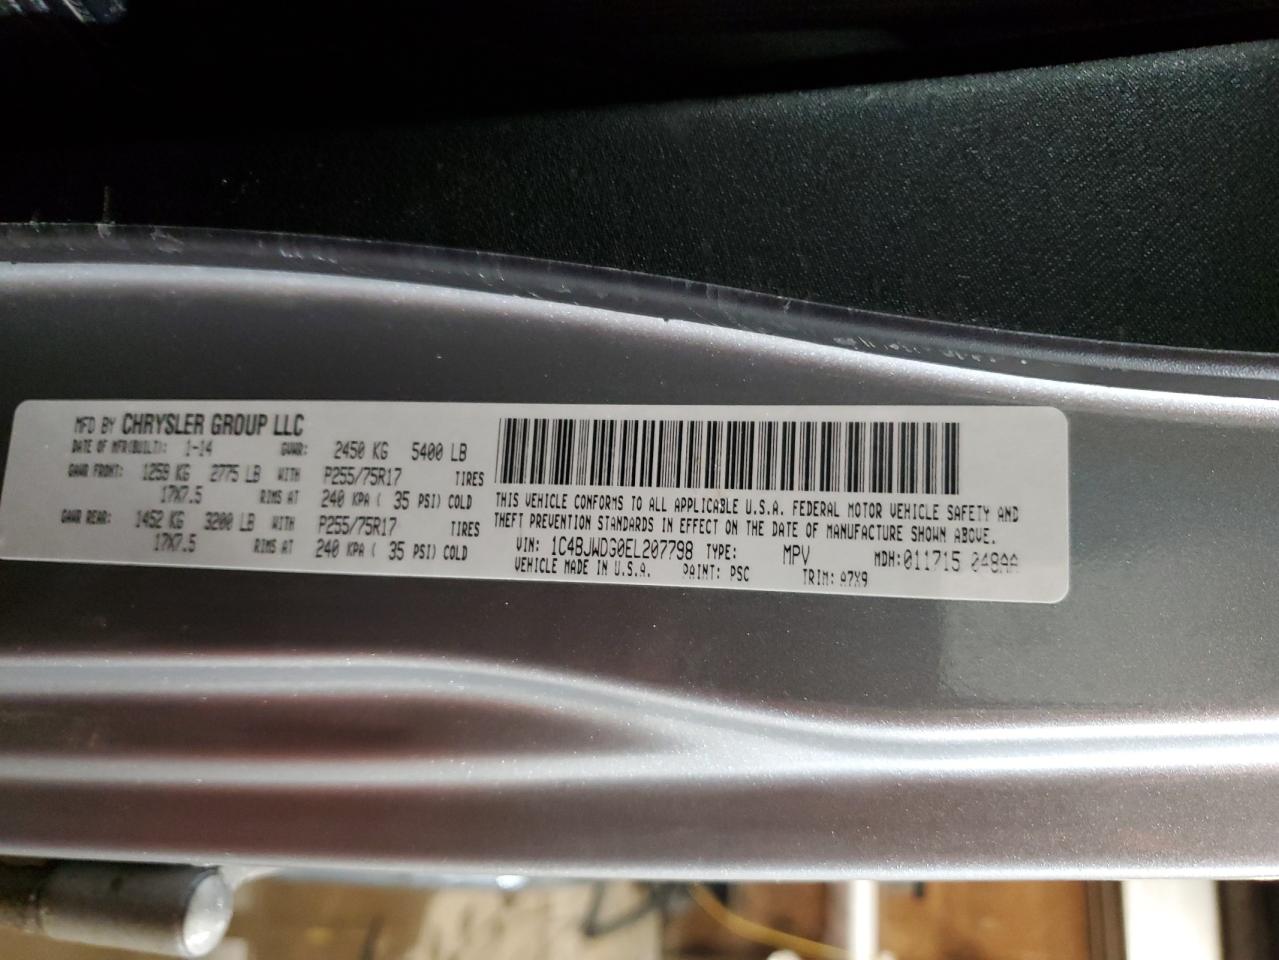 MFD BY CHRYSLER GROUP LLC
DATE OF MFR(BUILT): 1-14 GVWR: 2450 KG 5400 LB
GAWR FRONT: 1259 KG 2775 LB WITH P255/75R17 TIRES
17X7.5 RIMS AT 240 KPA ( 35 PSI) COLD
GAWR REAR: 1452 KG 3200 LB WITH P255/75R17 TIRES
17X7.5 RIMS AT 240 KPA ( 35 PSI) COLD
THIS VEHICLE CONFORMS TO ALL APPLICABLE U.S.A. FEDERAL MOTOR VEHICLE SAFETY AND
THEFT PREVENTION STANDARDS IN EFFECT ON THE DATE OF MANUFACTURE SHOWN ABOVE.
VIN: 1C4BJWDG0EL207798 TYPE: MPV MDH: 011715 048AA
VEHICLE MADE IN U.S.A. PAINT: PSC TRIM: A7X9